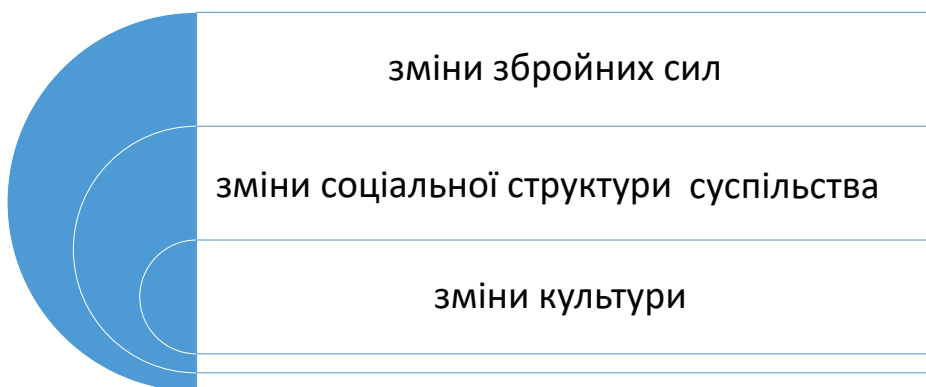 зміни збройних сил
зміни соціальної структури суспільства
зміни культури